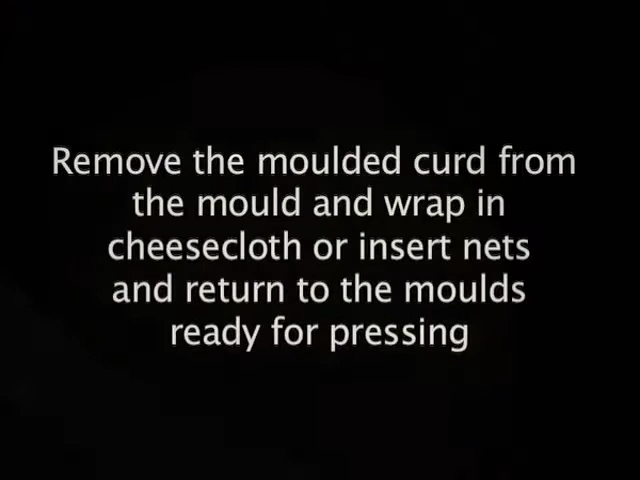 Remove the moulded curd from
the mould and wrap in
cheesecloth or insert nets
and return to the moulds
ready for pressing